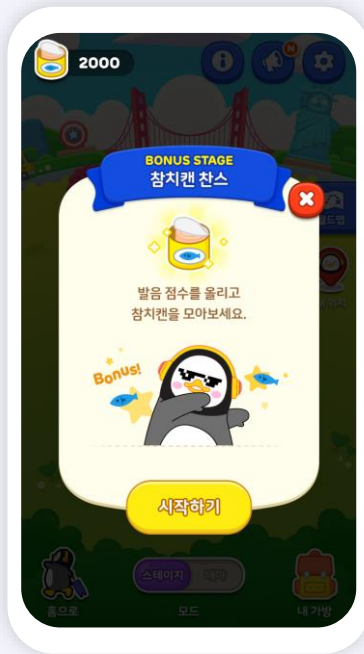 2000
N
BONUS STAGE
참치캔 찬스
발음 점수를 올리고
참치캔을 모아보세요.
Bonus!
시작하기
스테이지
홈으로
모드
내 가방